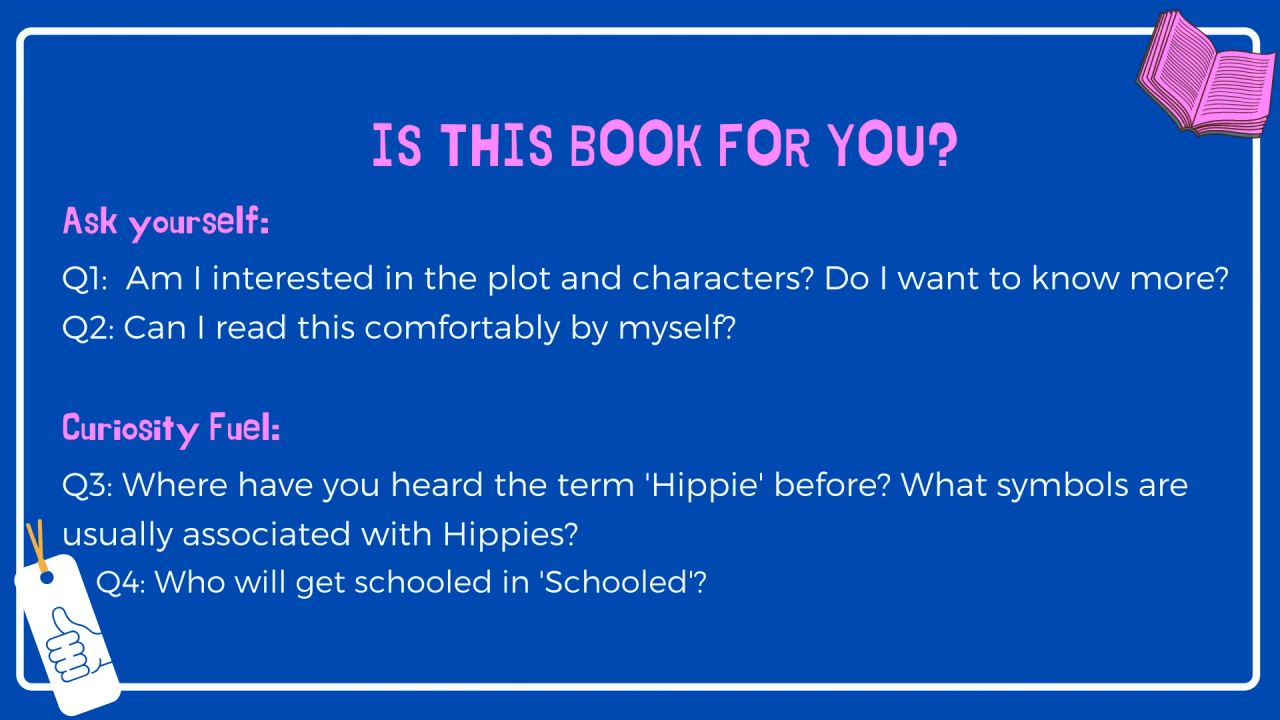 IS THIS BOOK FOR YOU?
Ask yourself:
Q1: Am I interested in the plot and characters? Do I want to know more?
Q2: Can I read this comfortably by myself?
Curiosity Fuel:
Q3: Where have you heard the term 'Hippie' before? What symbols are
usually associated with Hippies?
Q4: Who will get schooled in 'Schooled'?